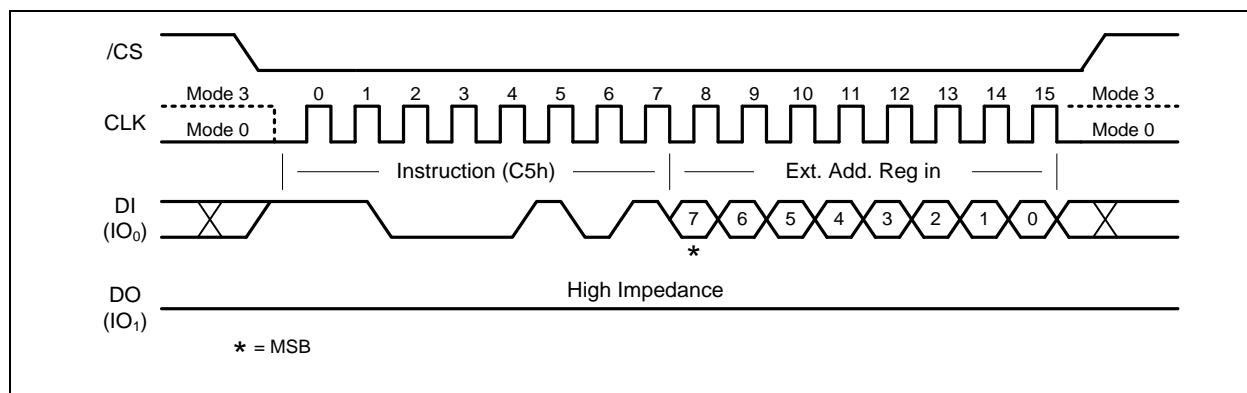 /CS
Mode 3 0 1 2 3 4 5 6 7 8 9 10 11 12 13 14 15 Mode 3
CLK
Mode 0 Mode 0
Instruction (C5h) Ext. Add. Reg in
DI
(IO₀)
7 6 5 4 3 2 1 0
*
High Impedance
DO
(IO₁)
* = MSB